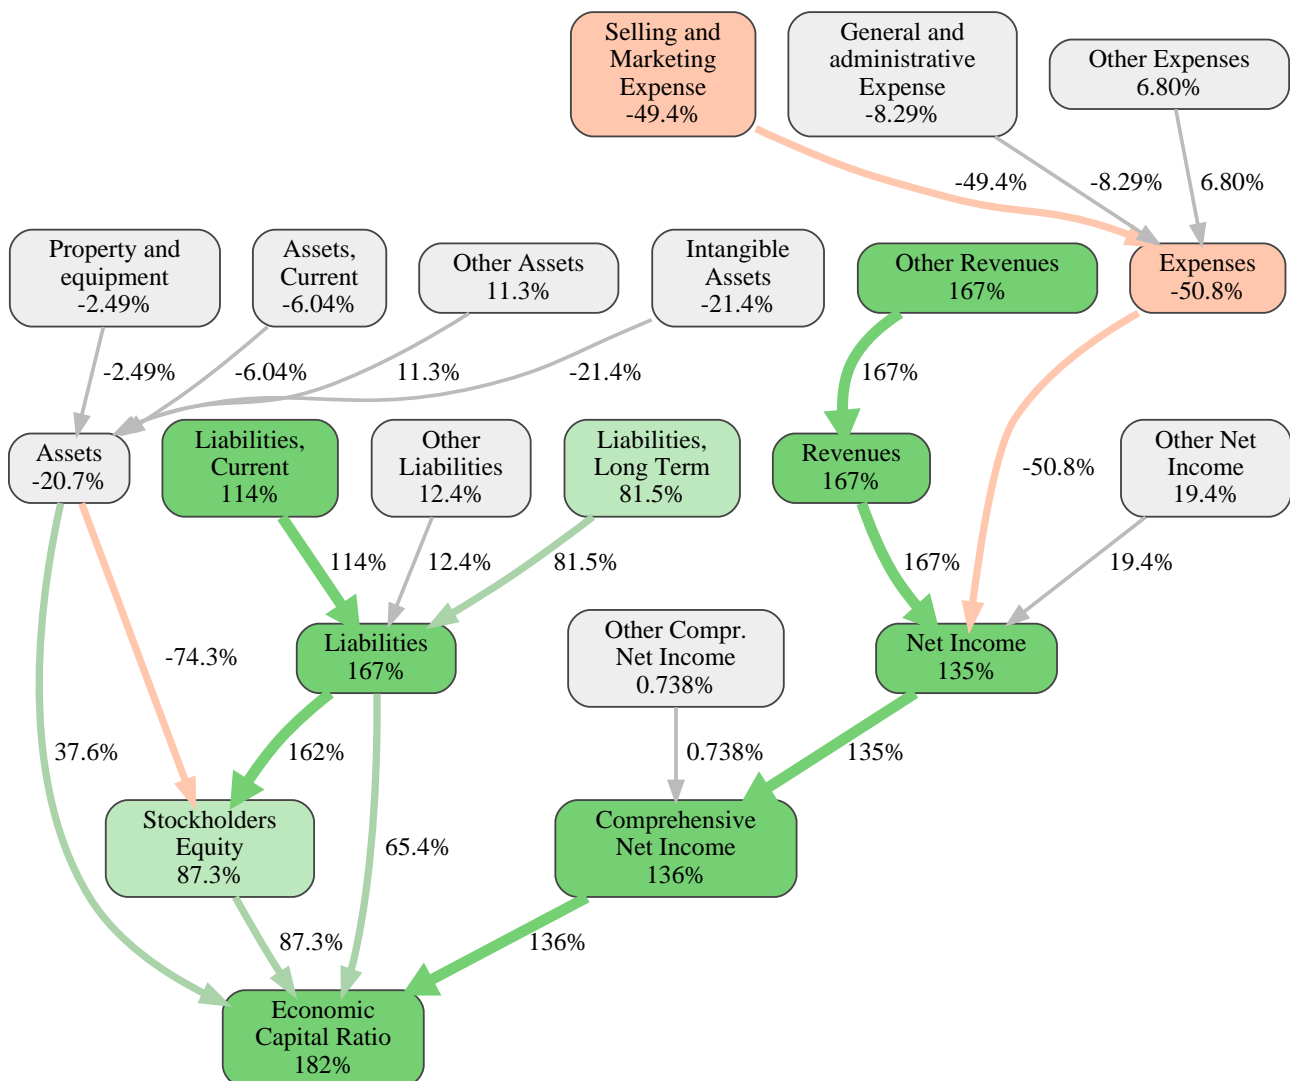 Selling and
Marketing
Expense
-49.4%
General and
administrative
Expense
-8.29%
Other Expenses
6.80%
-49.4%
-8.29%
6.80%
Property and
equipment
-2.49%
Assets,
Current
-6.04%
Other Assets
11.3%
Intangible
Assets
-21.4%
Other Revenues
167%
Expenses
-50.8%
-2.49%
-6.04%
11.3%
-21.4%
167%
Assets
-20.7%
Liabilities,
Current
114%
Other
Liabilities
12.4%
Liabilities,
Long Term
81.5%
Revenues
167%
-50.8%
Other Net
Income
19.4%
114%
12.4%
81.5%
167%
19.4%
-74.3%
Liabilities
167%
Other Compr.
Net Income
0.738%
Net Income
135%
37.6%
162%
0.738%
135%
Stockholders
Equity
87.3%
65.4%
Comprehensive
Net Income
136%
87.3%
136%
Economic
Capital Ratio
182%